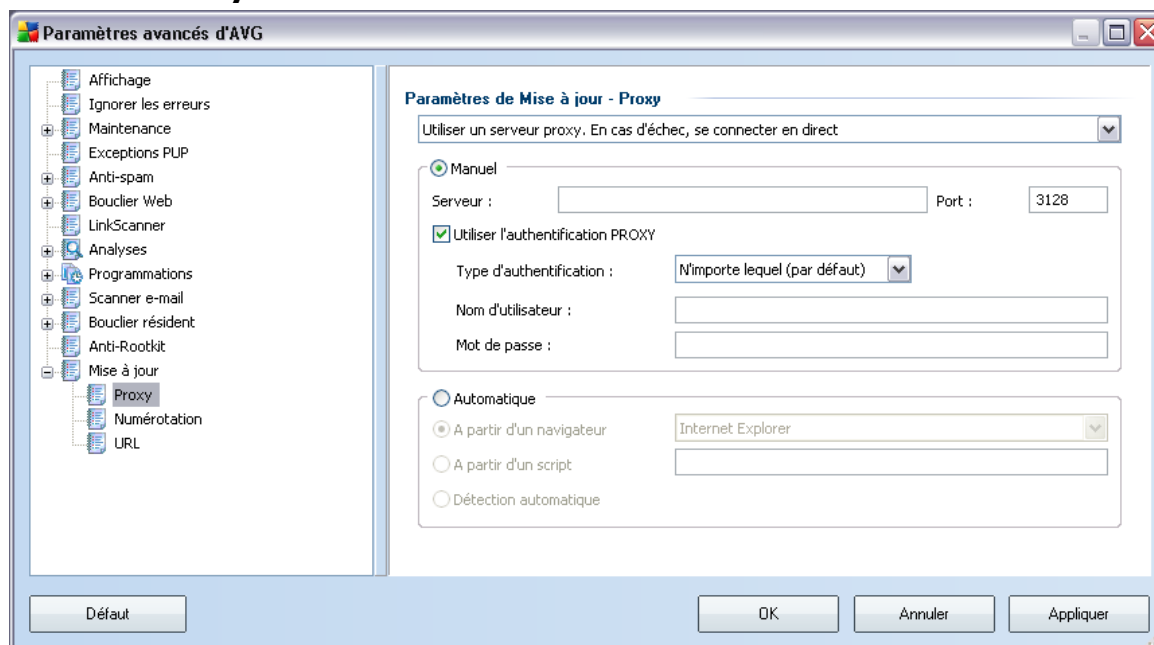 Paramètres avancés d'AVG
Affichage
Ignorer les erreurs
Maintenance
Exceptions PUP
Anti-spam
Bouclier Web
LinkScanner
Analyses
Programmations
Scanner e-mail
Bouclier résident
Anti-Rootkit
Mise à jour
Proxy
Numérotation
URL
Paramètres de Mise à jour - Proxy
Utiliser un serveur proxy. En cas d'échec, se connecter en direct
Manuel
Serveur : Port : 3128
Utiliser l'authentification PROXY
Type d'authentification : N'importe lequel (par défaut)
Nom d'utilisateur :
Mot de passe :
Automatique
A partir d'un navigateur Internet Explorer
A partir d'un script
Détection automatique
Défaut OK Annuler Appliquer